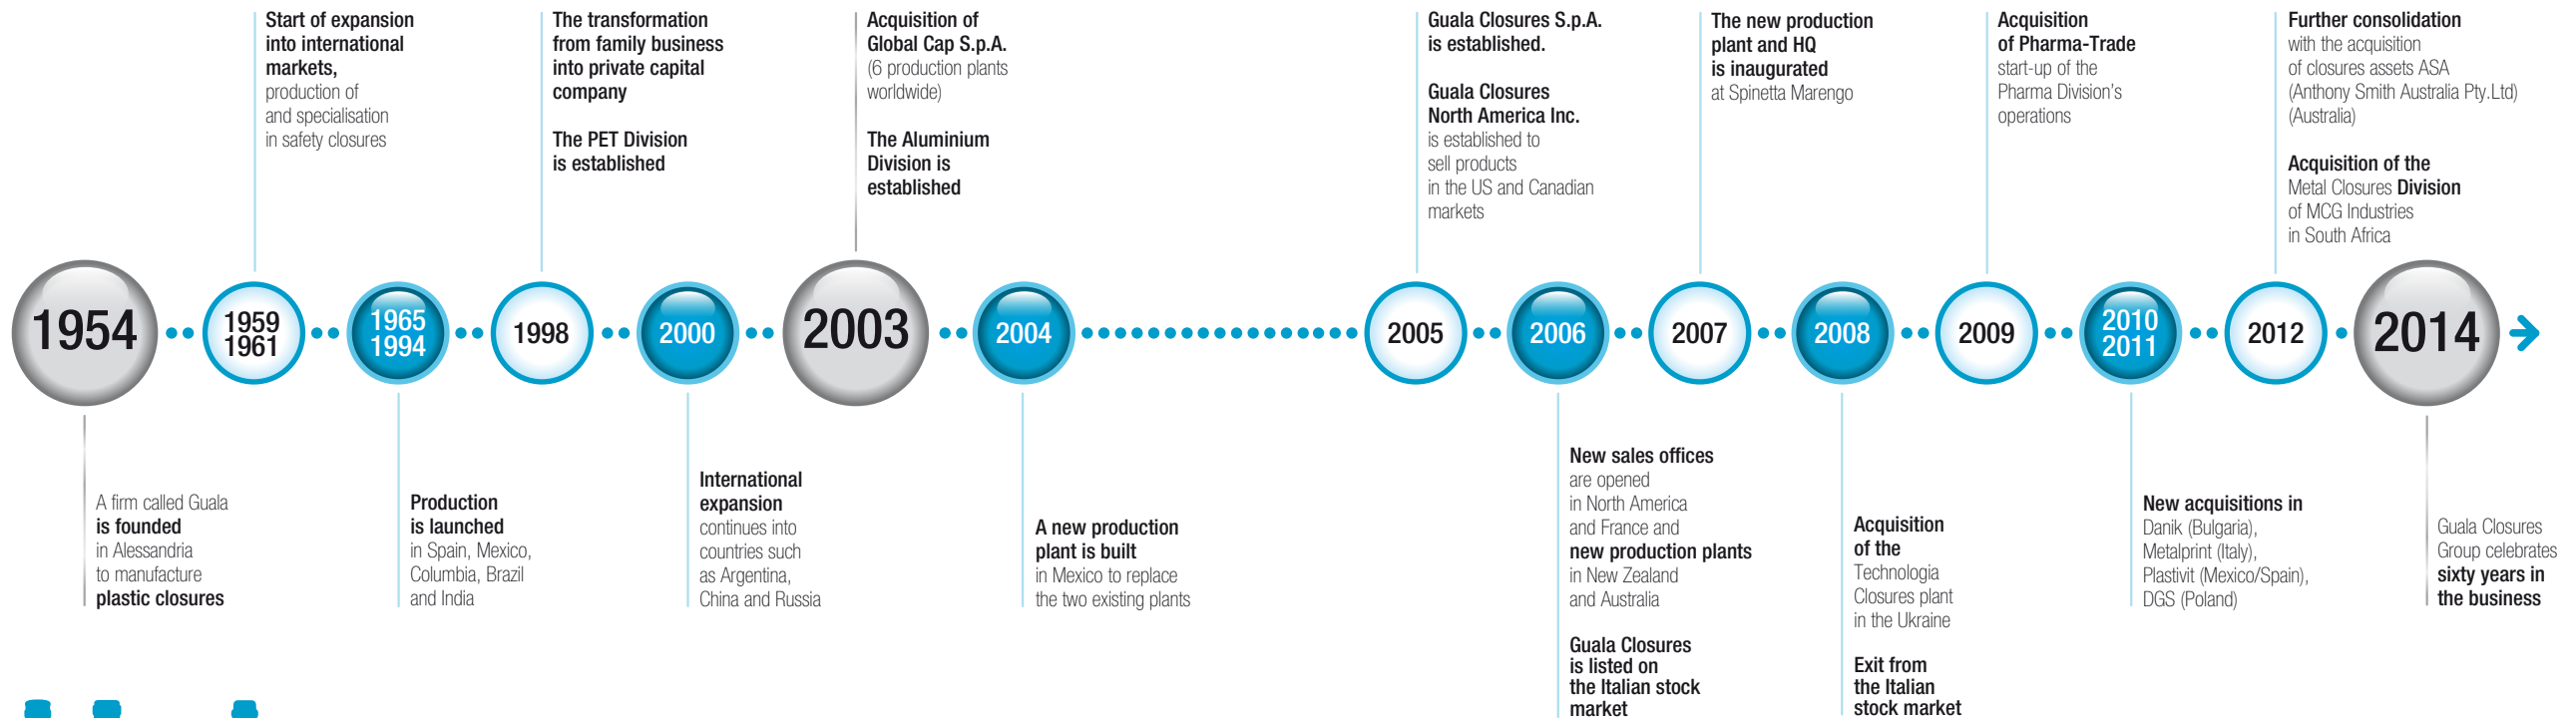 Start of expansion
into international
markets,
production of
and specialisation
in safety closures
The transformation
from family business
into private capital
company
The PET Division
is established
Acquisition of
Global Cap S.p.A.
(6 production plants
worldwide)
The Aluminium
Division is
established
Guala Closures S.p.A.
is established.
Guala Closures
North America Inc.
is established to
sell products
in the US and Canadian
markets
The new production
plant and HQ
is inaugurated
at Spinetta Marengo
Acquisition
of Pharma-Trade
start-up of the
Pharma Division's
operations
Further consolidation
with the acquisition
of closures assets ASA
(Anthony Smith Australia Pty.Ltd)
(Australia)
Acquisition of the
Metal Closures Division
of MCG Industries
in South Africa
1954
1959
1961
1965
1994
1998
2000
2003
2004
2005
2006
2007
2008
2009
2010
2011
2012
2014
A firm called Guala
is founded
in Alessandria
to manufacture
plastic closures
Production
is launched
in Spain, Mexico,
Columbia, Brazil
and India
International
expansion
continues into
countries such
as Argentina,
China and Russia
A new production
plant is built
in Mexico to replace
the two existing plants
New sales offices
are opened
in North America
and France and
new production plants
in New Zealand
and Australia
Guala Closures
is listed on
the Italian stock
market
Acquisition
of the
Technologia
Closures plant
in the Ukraine
Exit from
the Italian
stock market
New acquisitions in
Danik (Bulgaria),
Metalprint (Italy),
Plastivit (Mexico/Spain),
DGS (Poland)
Guala Closures
Group celebrates
sixty years in
the business